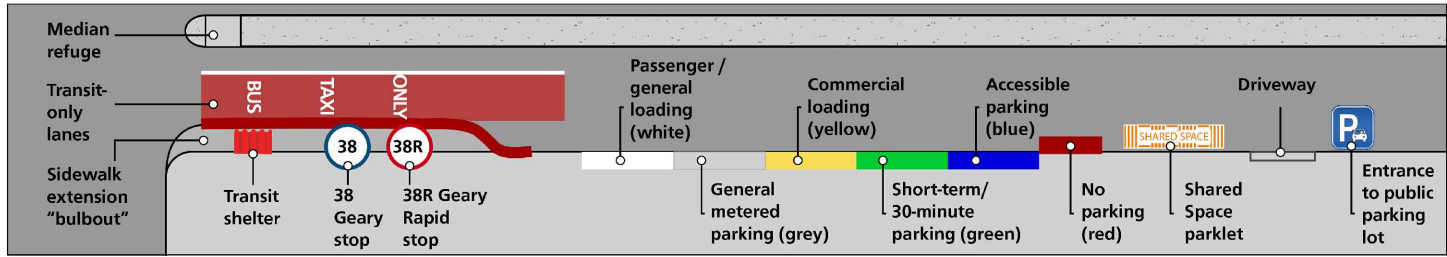 Median
refuge
Transit-
only
lanes
Sidewalk
extension
“bulbout”
BUS
TAXI
ONLY
Transit
shelter
38
38
Geary
stop
38R
38R Geary
Rapid
stop
Passenger /
general
loading
(white)
General
metered
parking (grey)
Commercial
loading
(yellow)
Short-term/
30-minute
parking (green)
Accessible
parking
(blue)
No
parking
(red)
SHARED SPACE
Shared
Space
parklet
Driveway
P
Entrance
to public
parking
lot